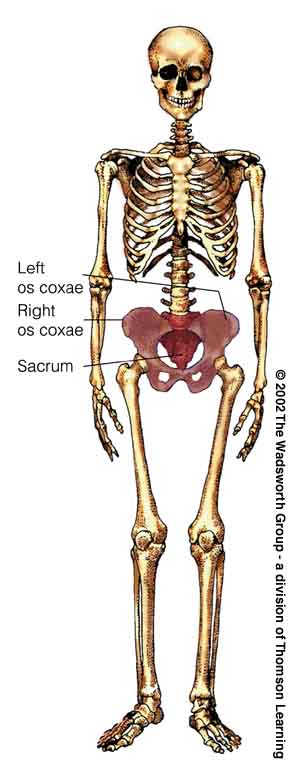 Left
os coxae
Right
os coxae
Sacrum
© 2002 The Wadsworth Group - a division of Thomson Learning